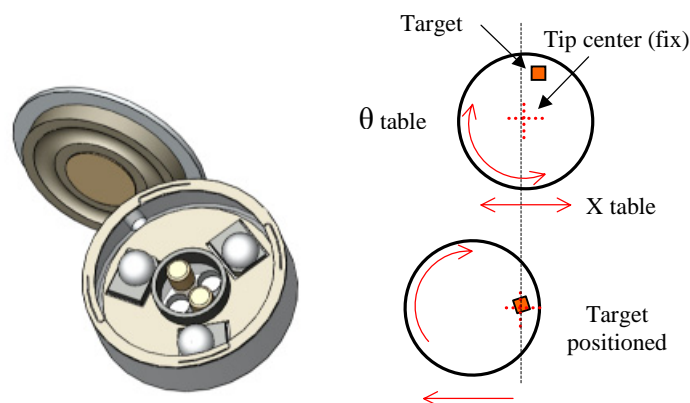 Target
Tip center (fix)
θ table
X table
Target
positioned